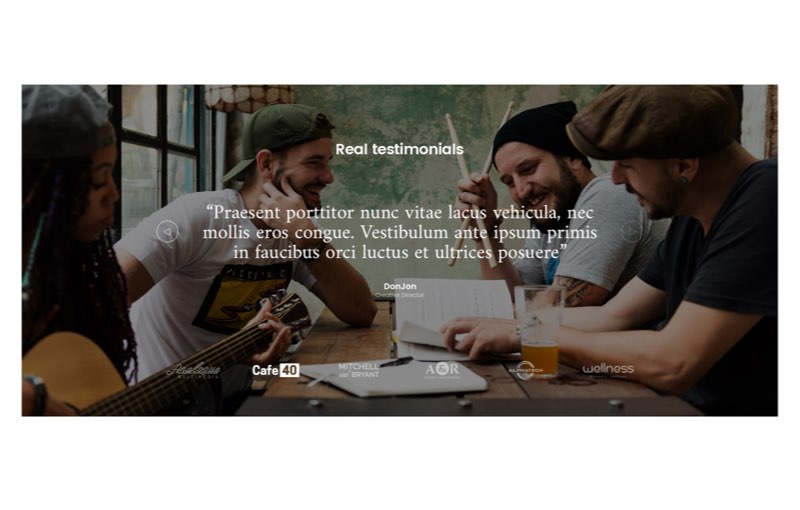 Real testimonials
“Praesent porttitor nunc vitae lacus vehicula, nec
mollis eros congue. Vestibulum ante ipsum primis
in faucibus orci luctus et ultrices posuere”
DonJon
Creative Director
Analogue
Cafe 40
MITCHELL
and BRYANT
A&R
wellness